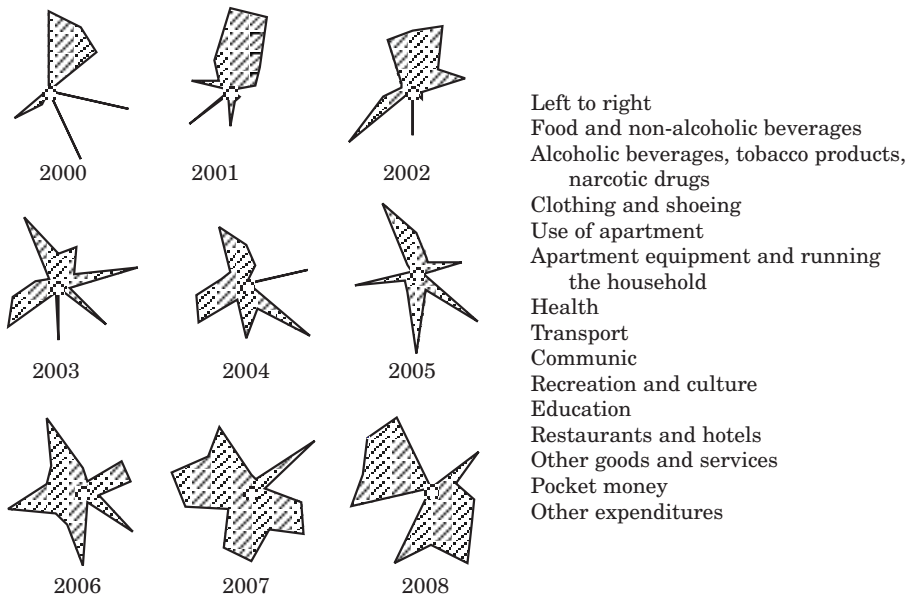 2000
2001
2002
2003
2004
2005
2006
2007
2008
Left to right
Food and non-alcoholic beverages
Alcoholic beverages, tobacco products,
narcotic drugs
Clothing and shoeing
Use of apartment
Apartment equipment and running
the household
Health
Transport
Communic
Recreation and culture
Education
Restaurants and hotels
Other goods and services
Pocket money
Other expenditures